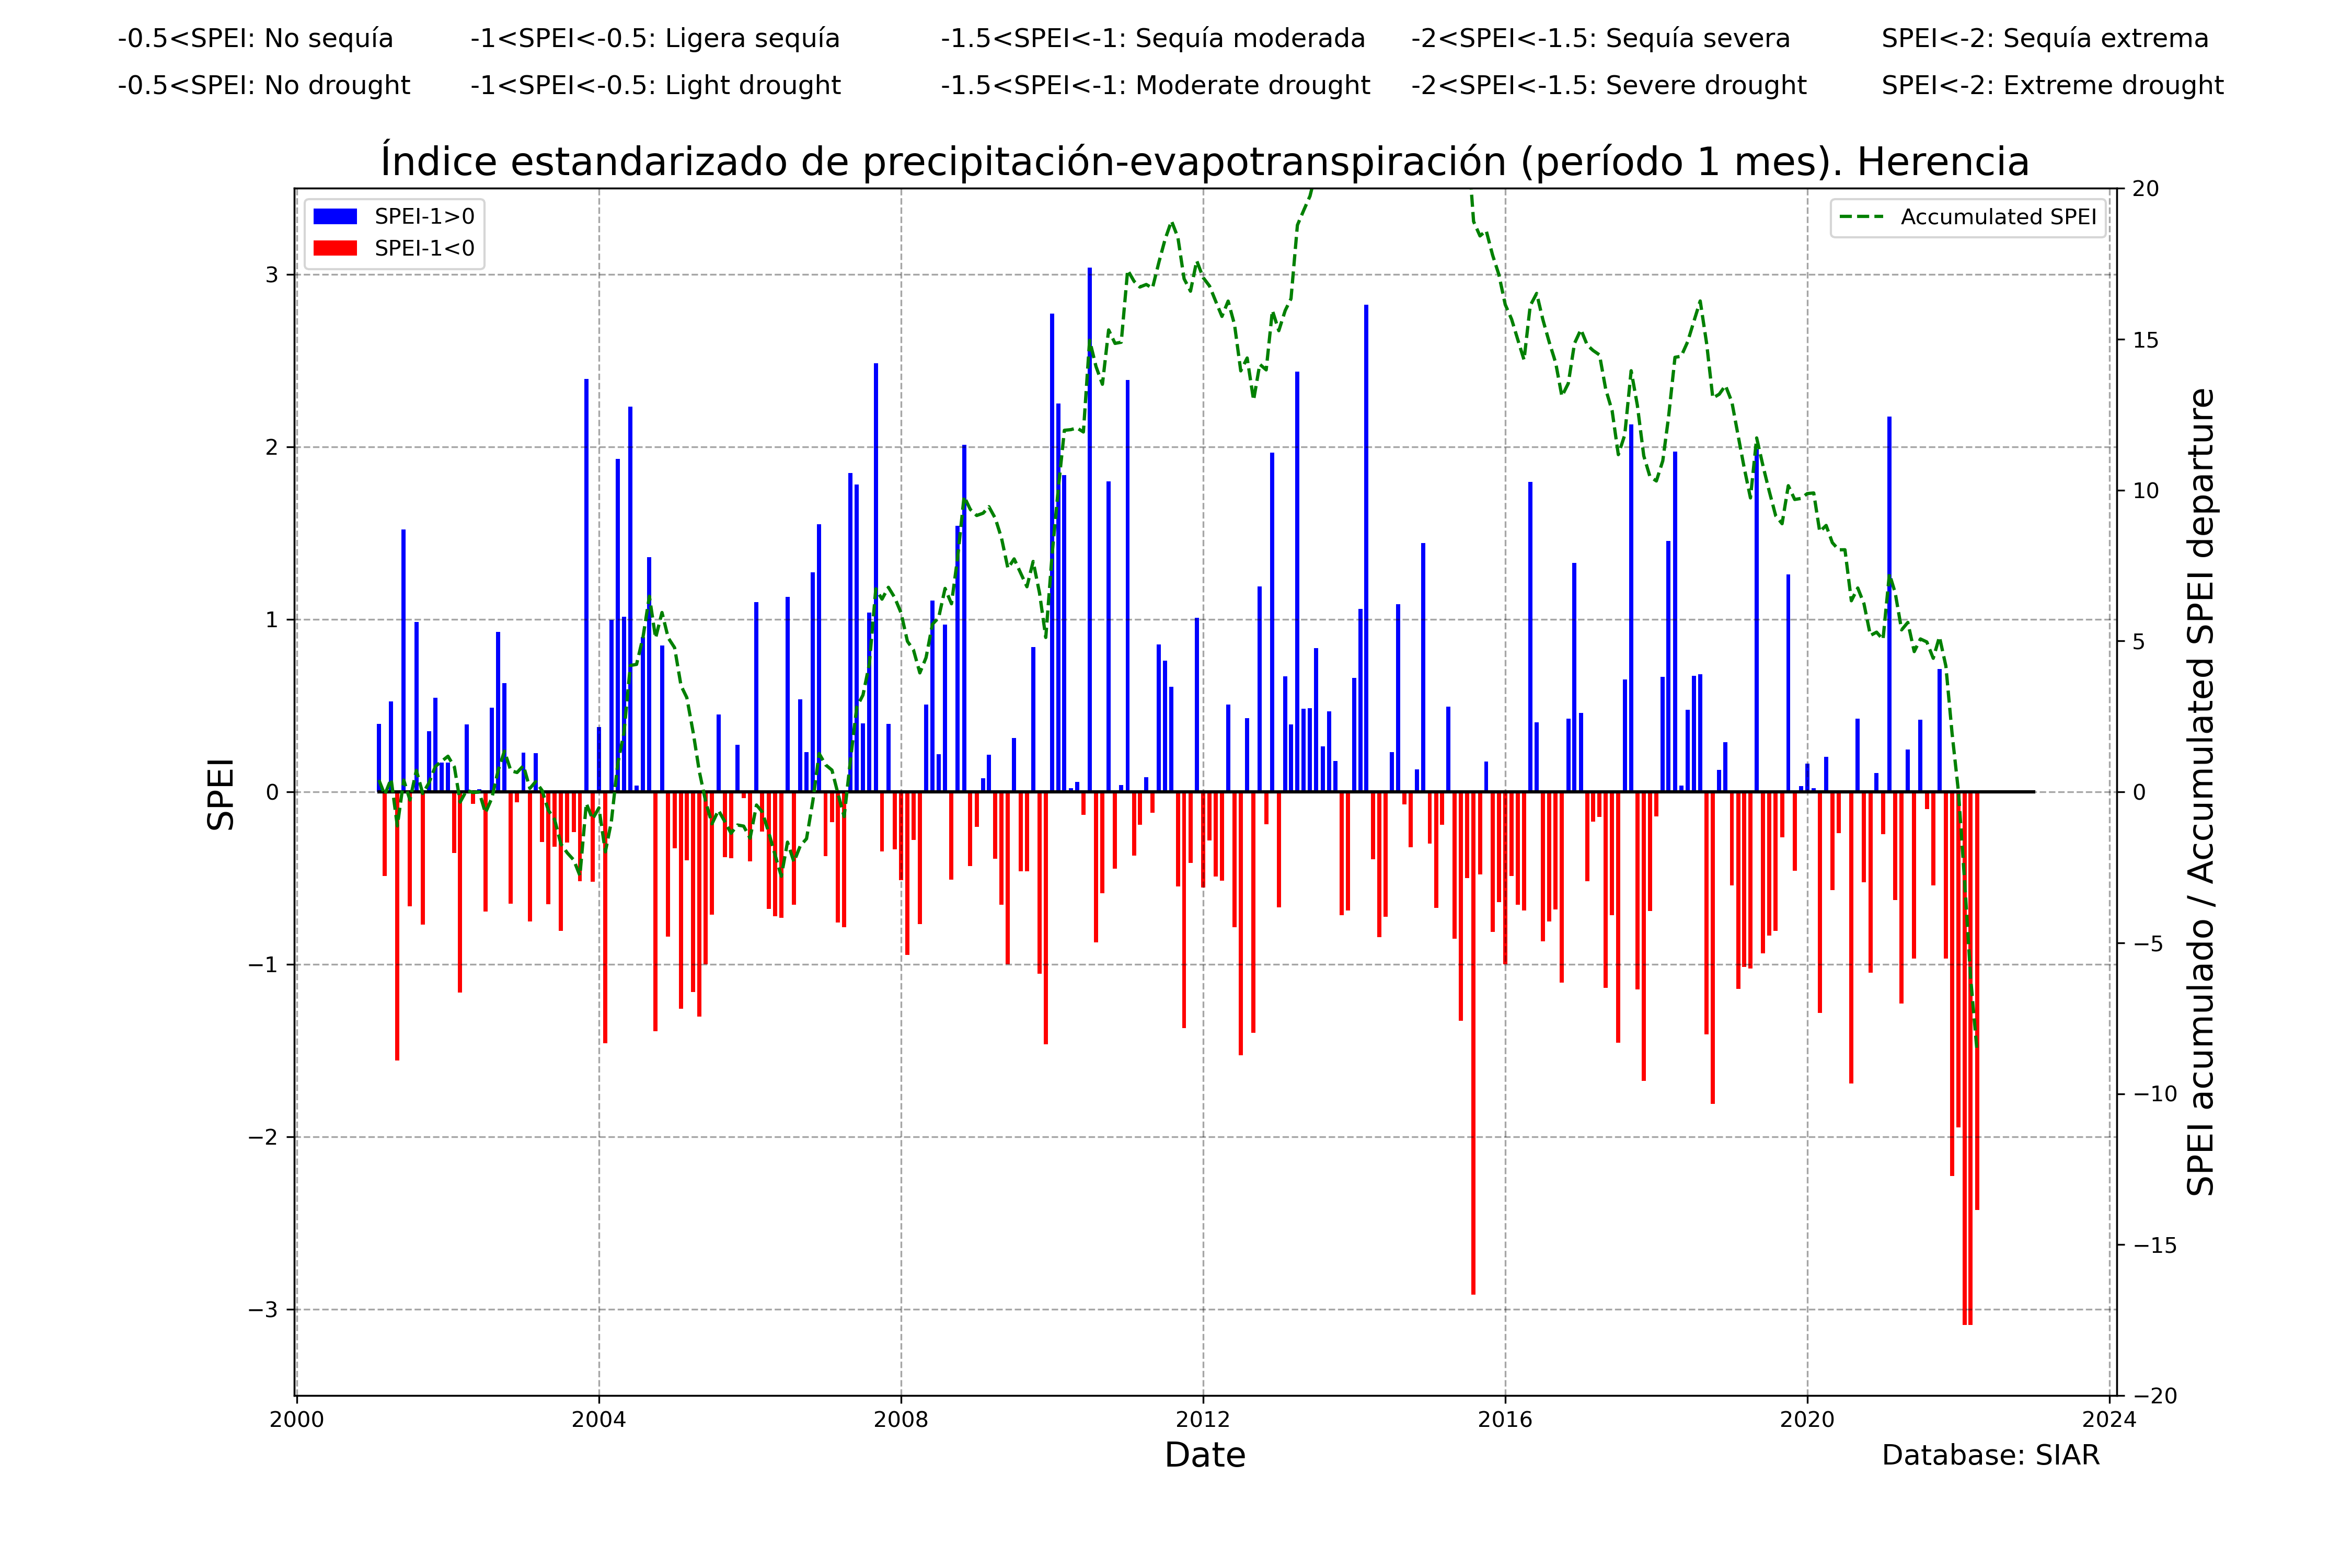 -0.5<SPEI: No sequía -1<SPEI<-0.5: Ligera sequía -1.5<SPEI<-1: Sequía moderada -2<SPEI<-1.5: Sequía severa SPEI<-2: Sequía extrema
-0.5<SPEI: No drought -1<SPEI<-0.5: Light drought -1.5<SPEI<-1: Moderate drought -2<SPEI<-1.5: Severe drought SPEI<-2: Extreme drought
Índice estandarizado de precipitación-evapotranspiración (período 1 mes). Herencia
SPEI-1>0
SPEI-1<0
Accumulated SPEI
SPEI
3
2
1
0
−1
−2
−3
20
15
10
5
0
−5
−10
−15
−20
SPEI acumulado / Accumulated SPEI departure
2000 2004 2008 2012 2016 2020 2024
Date
Database: SIAR